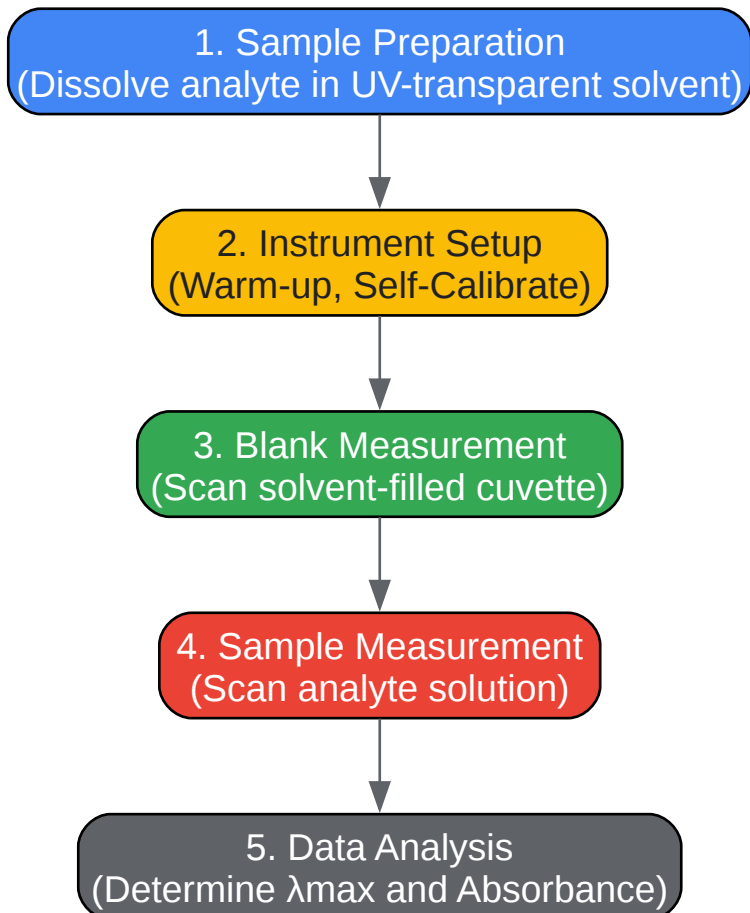 1. Sample Preparation
(Dissolve analyte in UV-transparent solvent)
2. Instrument Setup
(Warm-up, Self-Calibrate)
3. Blank Measurement
(Scan solvent-filled cuvette)
4. Sample Measurement
(Scan analyte solution)
5. Data Analysis
(Determine λmax and Absorbance)